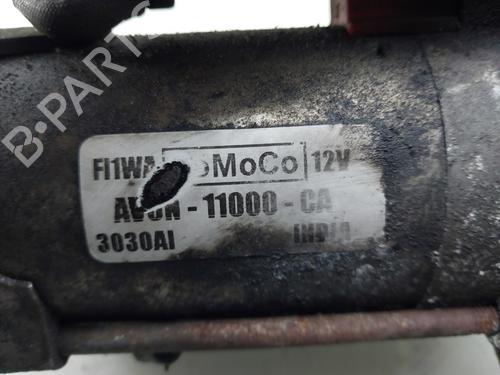 B-PARTS
FI1WA MoCo 12V
11000-CA
3030AI INDIA